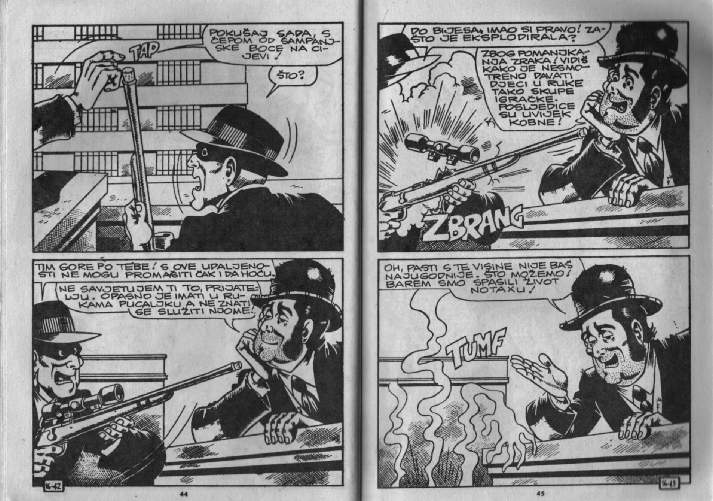 TAP
POKUŠAJ SADA, S
ČEPOM OD ŠAMPANJ-
SKE BOCE NA CI-
JEVI!
ŠTO?
TIM GORE PO TEBE! S OVE UDALJENO-
STI NE MOGU PROMAŠITI ČAK I DA HOĆU.
NE SAVJETUJEM TI TO, PRIJATE-
LJU. OPASNO JE IMATI U RU-
KAMA PUCALJKU A NE ZNATI
SE SLUŽITI NJOME!
44
DO BIJESA, IMAO SI PRAVO! ZA-
ŠTO JE EKSPLODIRALA?
ZBOG POMANJKA-
NJA ZRAKA! VIDIŠ
KAKO JE NESMO-
TRENO DAVATI
DJECI U RUKE
TAKO SKUPE
IGRAČKE.
POSLJEDICE
SU UVIJEK
KOBNE!
ZBRANG
OH, PASTI S TE VISINE NIJE BAŠ
NAJUGODNIJE. ŠTO MOŽEMO!
BAREM SMO SPASILI ŽIVOT
NOTAXU!
TUMF
45